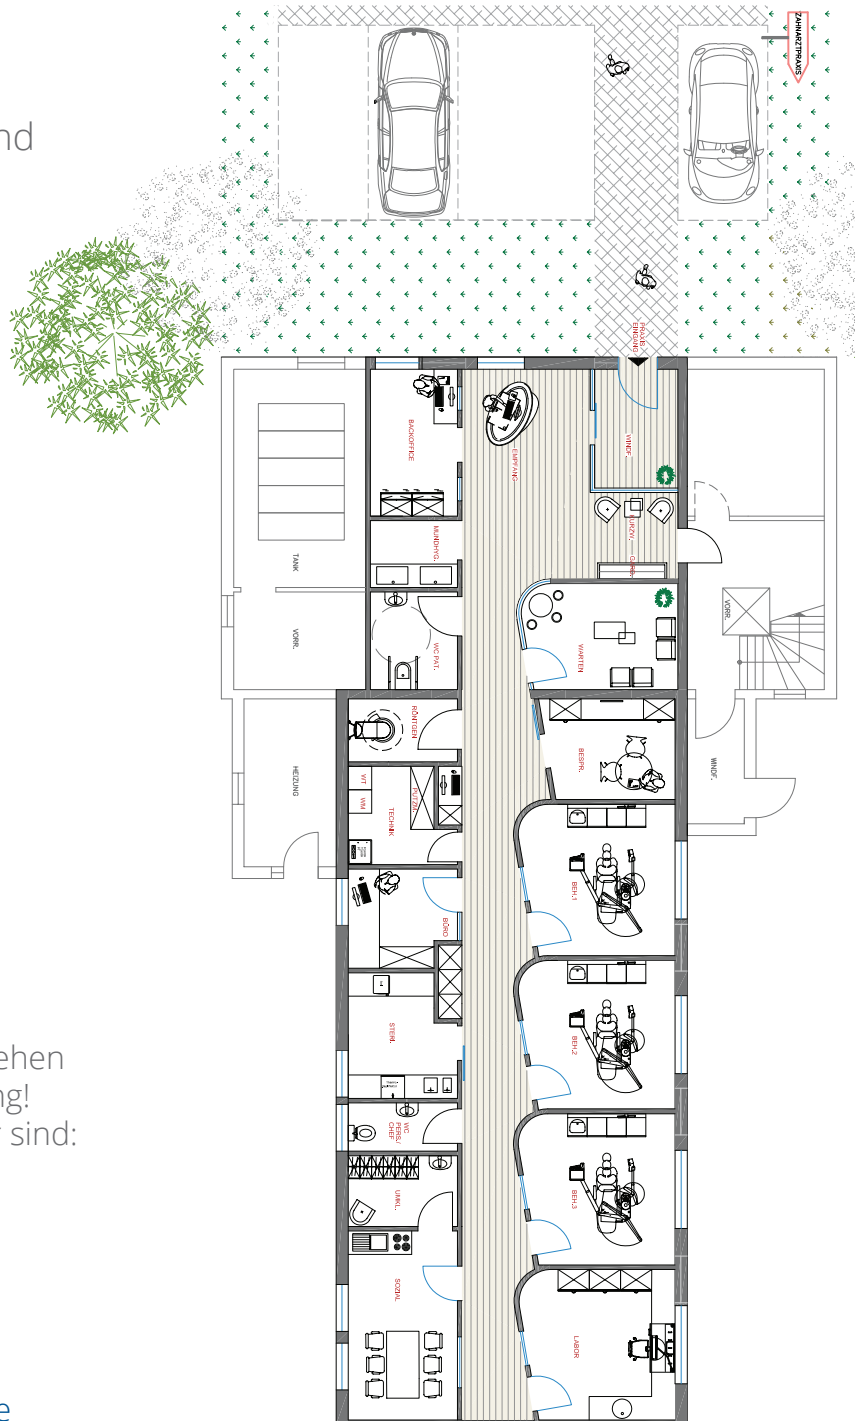 nd
ZAHNARZTPRAXIS
PRAXIS
EINGANG
WINDF.
EMPFANG
BACKOFFICE
KURZW.
GARD.
MUNDHYG.
TANK
VORR.
WC PAT.
WARTEN
VORR.
RÖNTGEN
BESPR.
WINDF.
HEIZUNG
WT
WM
PUTZM.
TECHNIK
BEH.1
BÜRO
STERI.
BEH.2
WC
PERS./
CHEF
UMKL.
BEH.3
SOZIAL
LABOR
ehen
ng!
r sind:
e